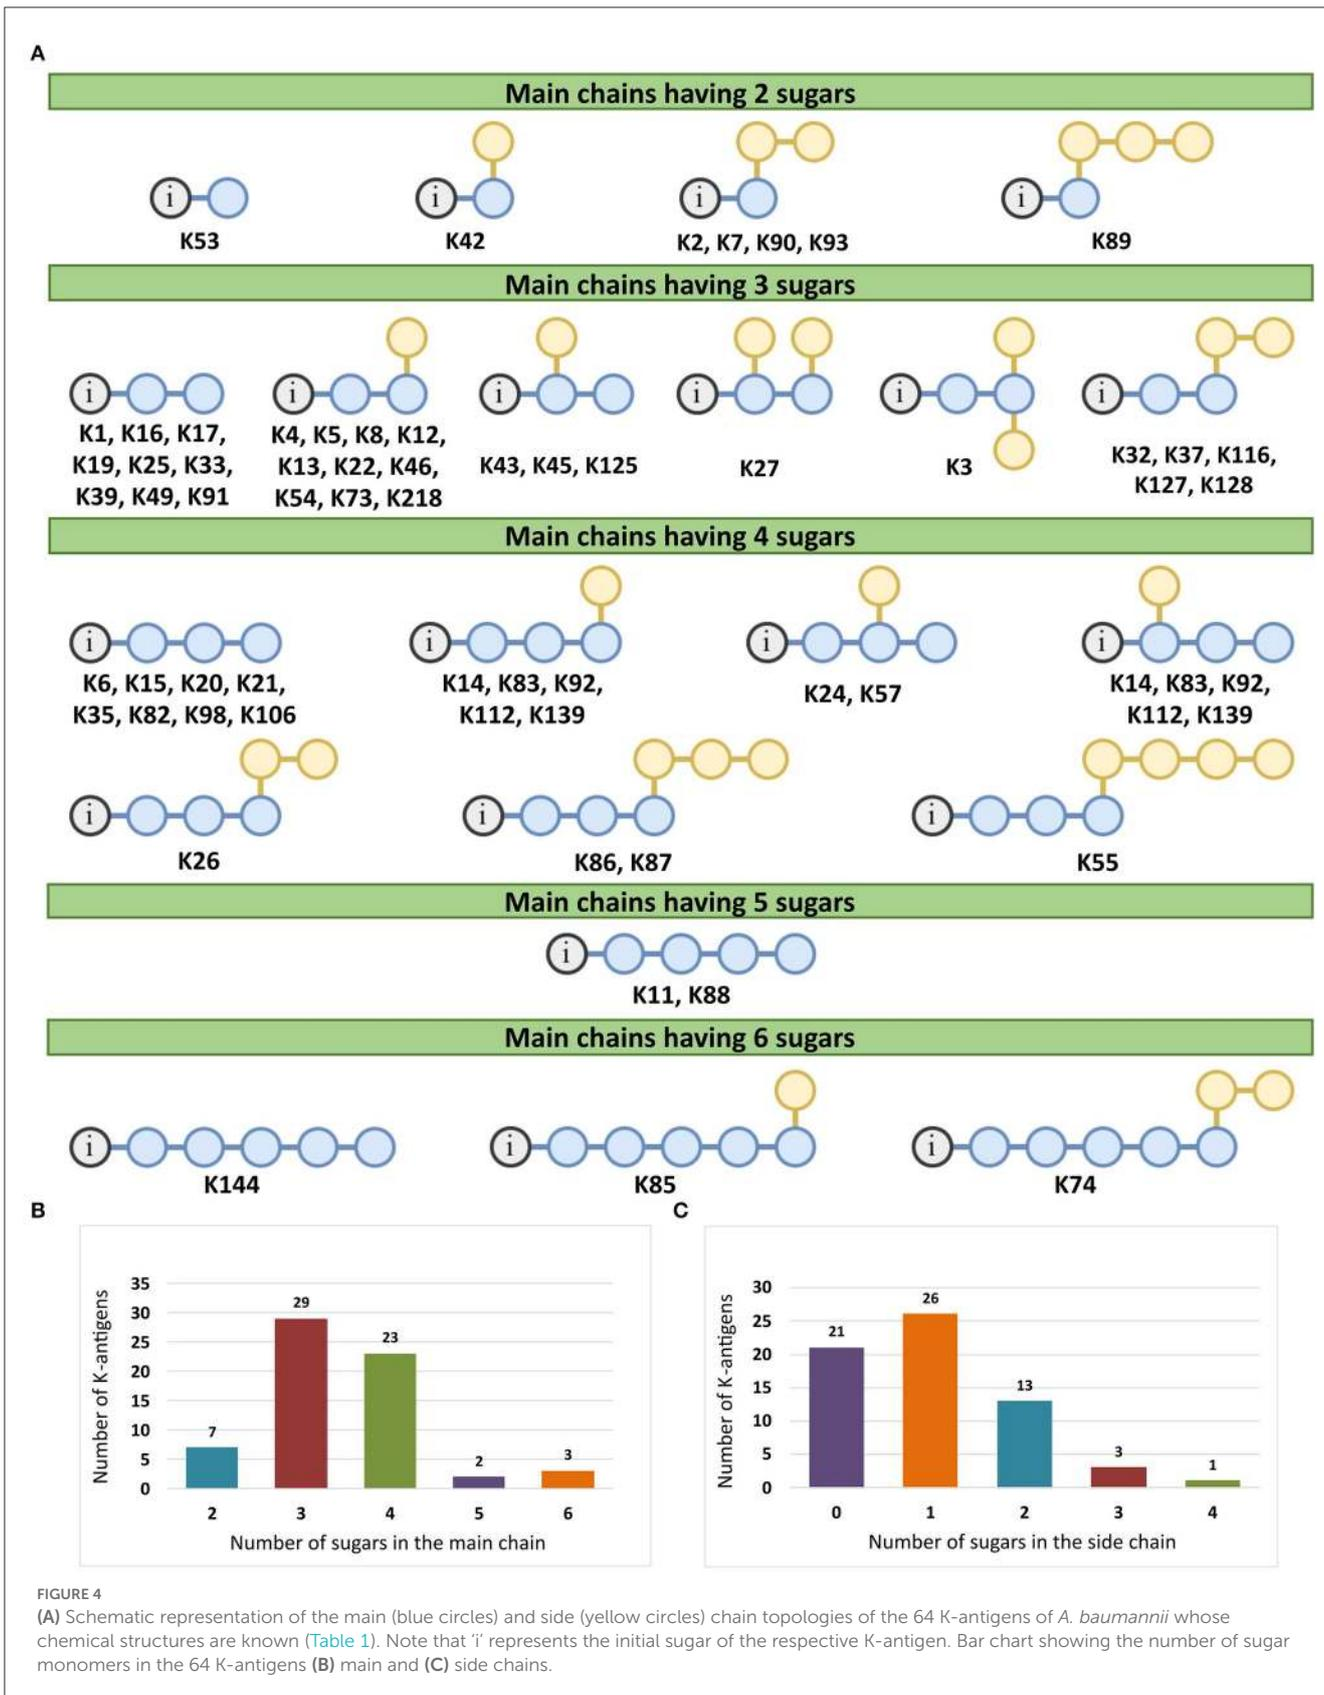 A
Main chains having 2 sugars
i
i
i
i
K53
K42
K2, K7, K90, K93
K89
Main chains having 3 sugars
i
i
i
i
i
i
K1, K16, K17,
K19, K25, K33,
K39, K49, K91
K4, K5, K8, K12,
K13, K22, K46,
K54, K73, K218
K43, K45, K125
K27
K3
K32, K37, K116,
K127, K128
Main chains having 4 sugars
i
i
i
i
K6, K15, K20, K21,
K35, K82, K98, K106
K14, K83, K92,
K112, K139
K24, K57
K14, K83, K92,
K112, K139
i
i
i
K26
K86, K87
K55
Main chains having 5 sugars
i
K11, K88
Main chains having 6 sugars
i
i
i
K144
K85
K74
B
Number of K-antigens
35
30
25
20
15
10
5
0
7
29
23
2
3
2
3
4
5
6
Number of sugars in the main chain
C
Number of K-antigens
30
25
20
15
10
5
0
21
26
13
3
1
0
1
2
3
4
Number of sugars in the side chain
FIGURE 4
(A) Schematic representation of the main (blue circles) and side (yellow circles) chain topologies of the 64 K-antigens of A. baumannii whose
chemical structures are known (Table 1). Note that 'i' represents the initial sugar of the respective K-antigen. Bar chart showing the number of sugar
monomers in the 64 K-antigens (B) main and (C) side chains.